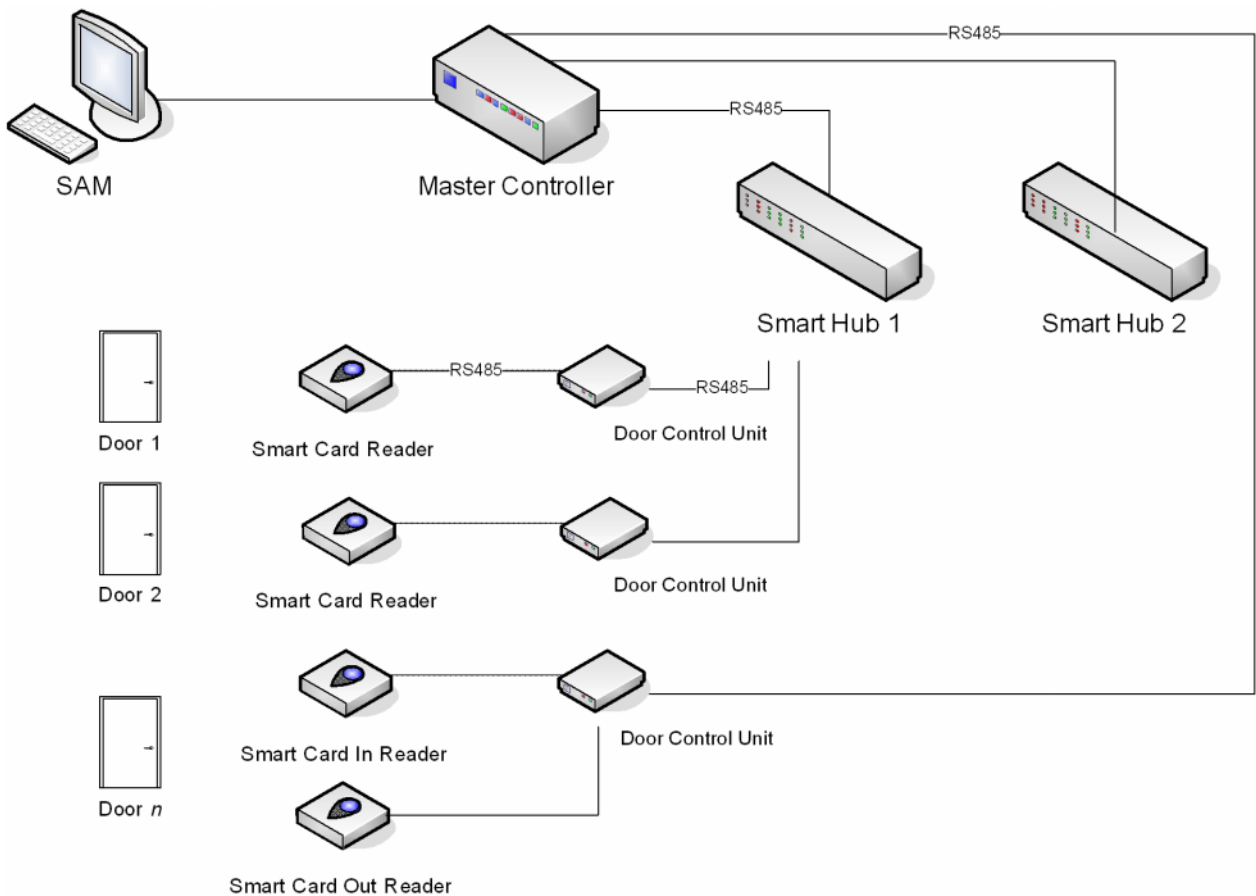 RS485
RS485
SAM
Master Controller
Smart Hub 1
Smart Hub 2
RS485
RS485
Door 1
Smart Card Reader
Door Control Unit
Door 2
Smart Card Reader
Door Control Unit
Smart Card In Reader
Door Control Unit
Door n
Smart Card Out Reader